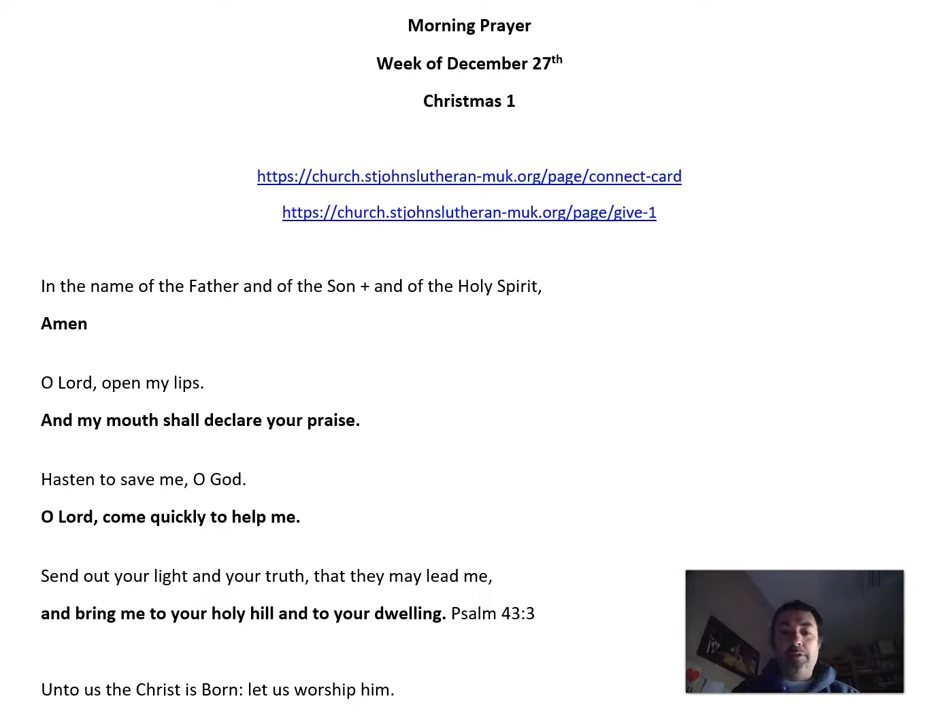 Morning Prayer
Week of December 27th
Christmas 1
https://church.stjohnslutheran-muk.org/page/connect-card
https://church.stjohnslutheran-muk.org/page/give-1
In the name of the Father and of the Son + and of the Holy Spirit,
Amen
O Lord, open my lips.
And my mouth shall declare your praise.
Hasten to save me, O God.
O Lord, come quickly to help me.
Send out your light and your truth, that they may lead me,
and bring me to your holy hill and to your dwelling. Psalm 43:3
Unto us the Christ is Born: let us worship him.